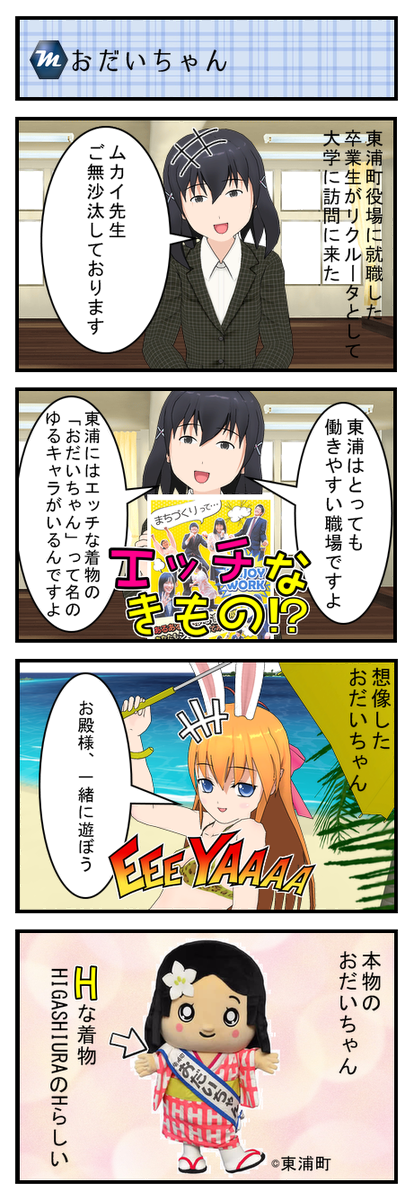 m おだいちゃん
東浦町役場に就職した
卒業生がリクルータとして
大学に訪問に来た
ムカイ先生
ご無沙汰しております
東浦はとっても
働きやすい職場ですよ
まちづくりって…
JOY
WORK
エッチな
きもの!?
東浦にはエッチな着物の
「おだいちゃん」って名の
ゆるキャラがいるんですよ
想像した
おだいちゃん
お殿様、一緒に遊ぼう
EEEYAAAA
本物の
おだいちゃん
Hな着物
HIGASHIURAのHらしい
おだいちゃん
©東浦町